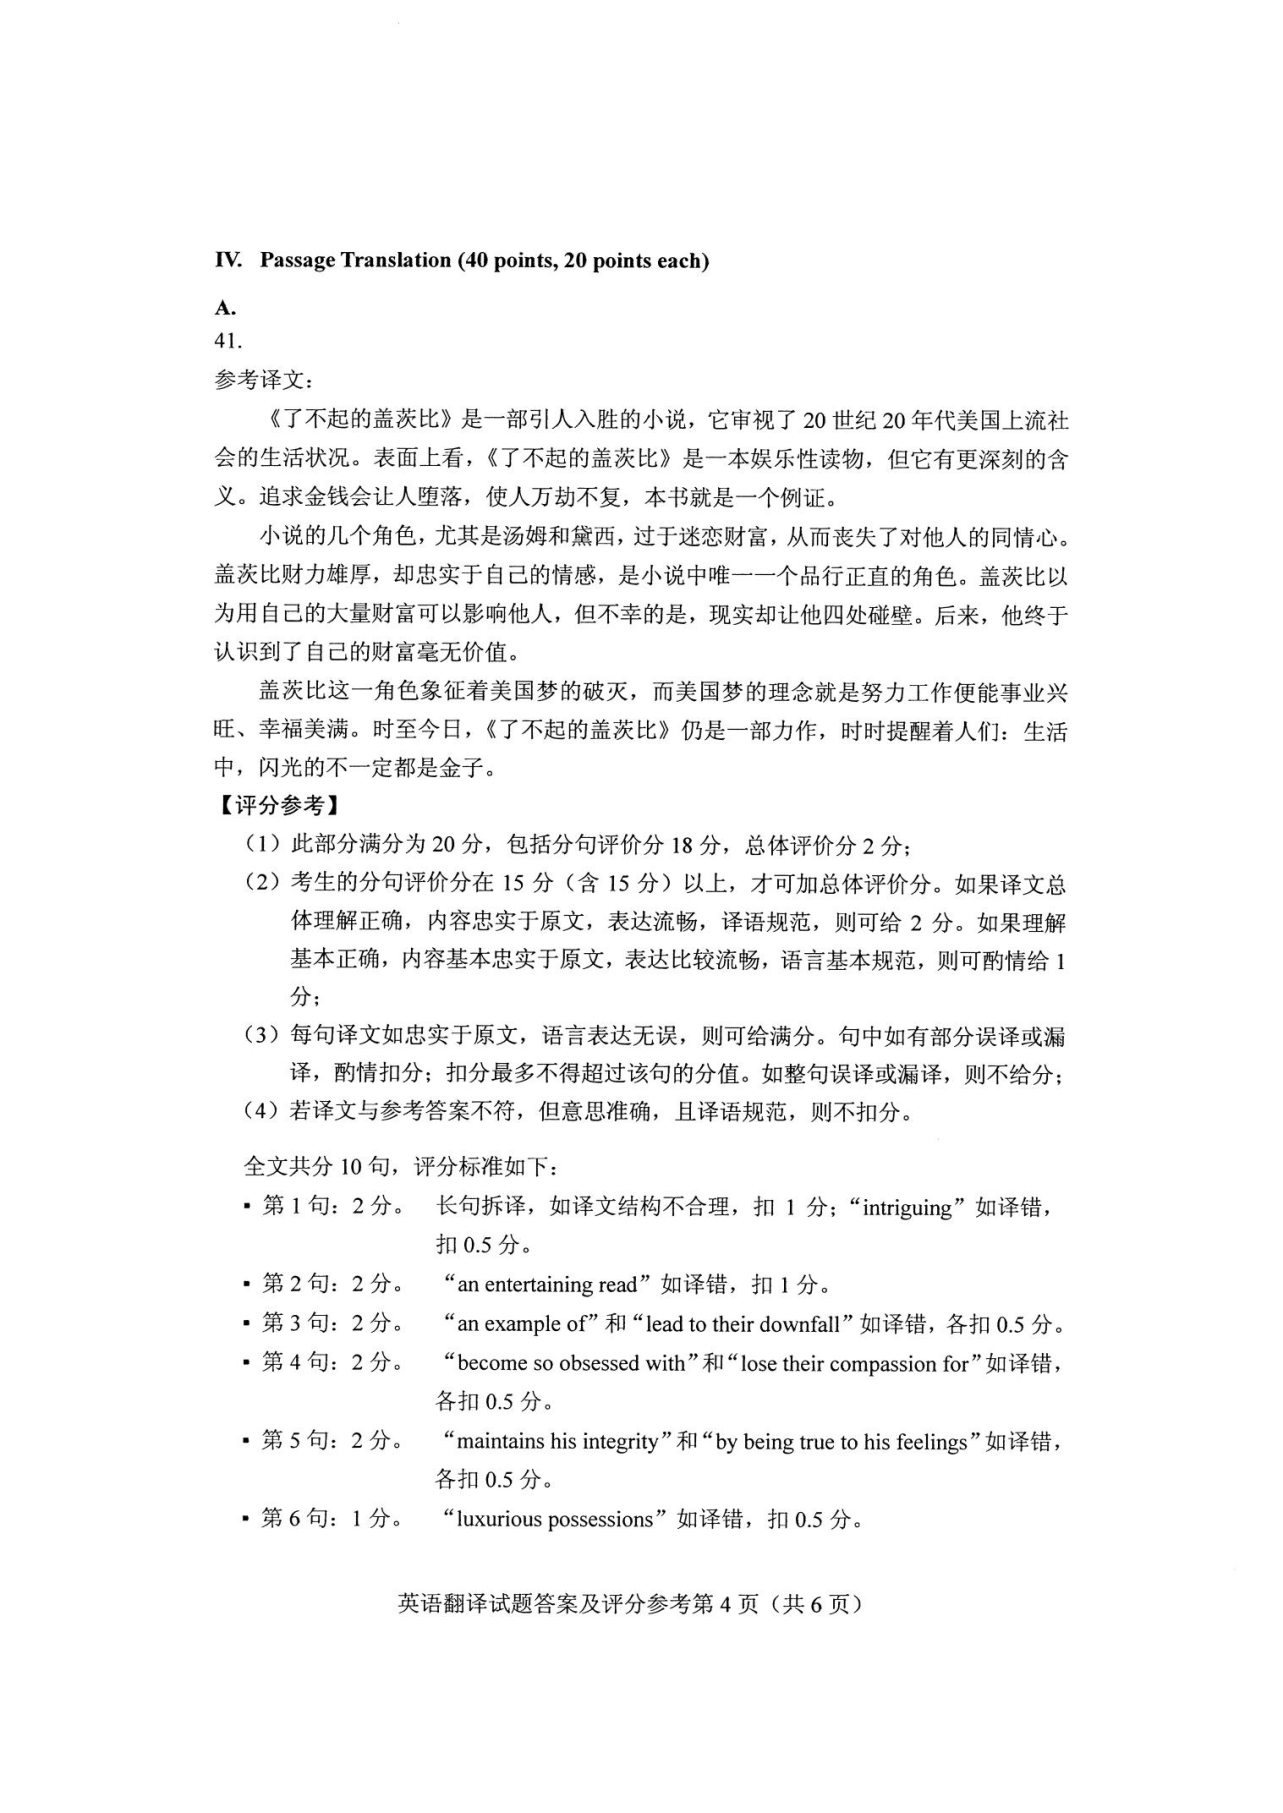 IV. Passage Translation (40 points, 20 points each)
A.
41.
参考译文：
《了不起的盖茨比》是一部引人入胜的小说，它审视了 20 世纪 20 年代美国上流社
会的生活状况。表面上看，《了不起的盖茨比》是一本娱乐性读物，但它有更深刻的含
义。追求金钱会让人堕落，使人万劫不复，本书就是一个例证。
小说的几个角色，尤其是汤姆和黛西，过于迷恋财富，从而丧失了对他人的同情心。
盖茨比财力雄厚，却忠实于自己的情感，是小说中唯一一个品行正直的角色。盖茨比以
为用自己的大量财富可以影响他人，但不幸的是，现实却让他四处碰壁。后来，他终于
认识到了自己的财富毫无价值。
盖茨比这一角色象征着美国梦的破灭，而美国梦的理念就是努力工作便能事业兴
旺、幸福美满。时至今日，《了不起的盖茨比》仍是一部力作，时时提醒着人们：生活
中，闪光的不一定都是金子。
【评分参考】
（1）此部分满分为 20 分，包括分句评价分 18 分，总体评价分 2 分；
（2）考生的分句评价分在 15 分（含 15 分）以上，才可加总体评价分。如果译文总
体理解正确，内容忠实于原文，表达流畅，译语规范，则可给 2 分。如果理解
基本正确，内容基本忠实于原文，表达比较流畅，语言基本规范，则可酌情给 1
分；
（3）每句译文如忠实于原文，语言表达无误，则可给满分。句中如有部分误译或漏
译，酌情扣分；扣分最多不得超过该句的分值。如整句误译或漏译，则不给分；
（4）若译文与参考答案不符，但意思准确，且译语规范，则不扣分。
全文共分 10 句，评分标准如下：
▪ 第 1 句：2 分。 长句拆译，如译文结构不合理，扣 1 分；“intriguing”如译错，
扣 0.5 分。
▪ 第 2 句：2 分。 “an entertaining read”如译错，扣 1 分。
▪ 第 3 句：2 分。 “an example of”和“lead to their downfall”如译错，各扣 0.5 分。
▪ 第 4 句：2 分。 “become so obsessed with”和“lose their compassion for”如译错，
各扣 0.5 分。
▪ 第 5 句：2 分。 “maintains his integrity”和“by being true to his feelings”如译错，
各扣 0.5 分。
▪ 第 6 句：1 分。 “luxurious possessions”如译错，扣 0.5 分。
英语翻译试题答案及评分参考第 4 页（共 6 页）